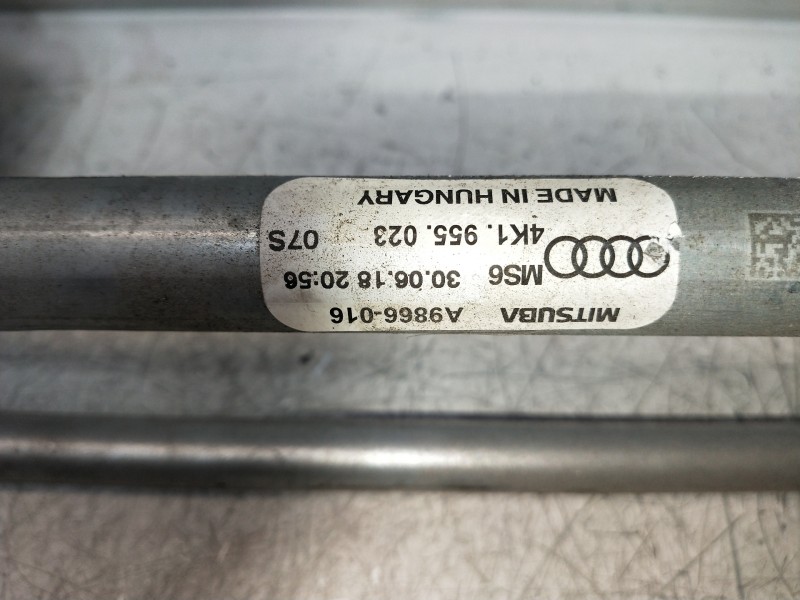 MITSUBA A9866-016
MS6 30.06.18 20:56
4K1. 955. 023 07S
MADE IN HUNGARY